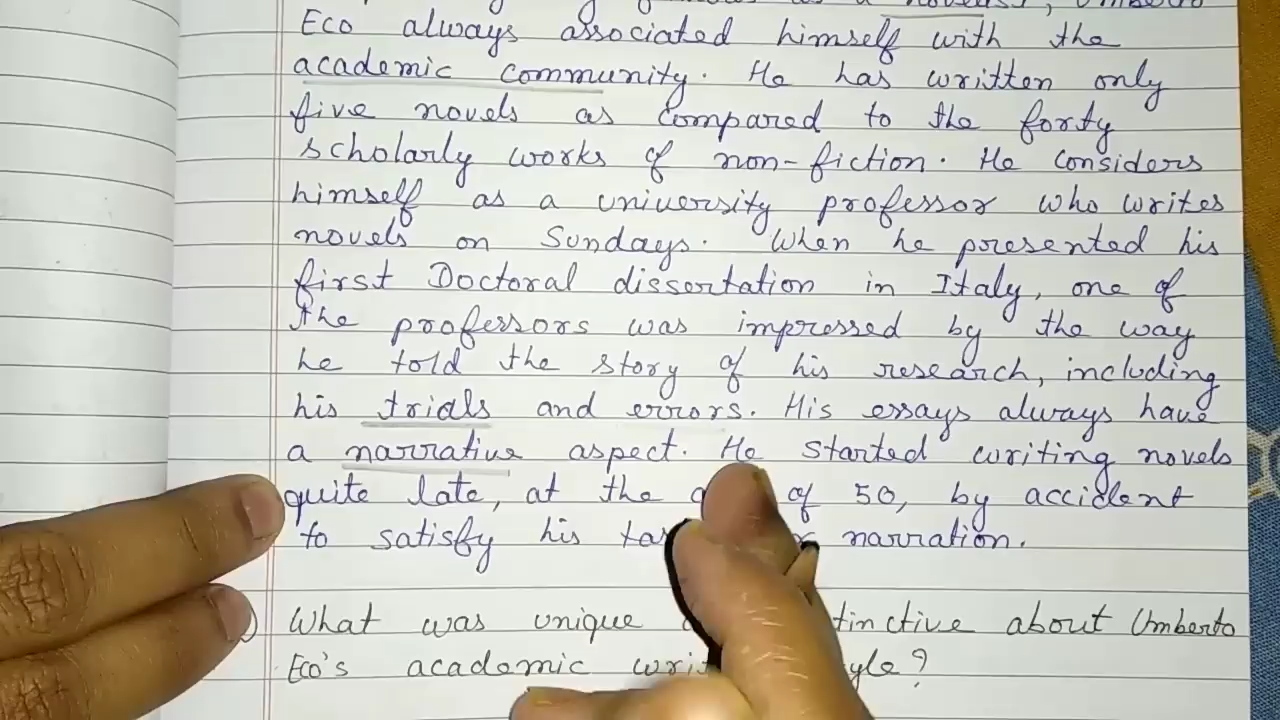 a novelist, Umberto
Eco always associated himself with the
academic community. He has written only
five novels as compared to the forty
scholarly works of non-fiction. He considers
himself as a university professor who writes
novels on Sundays. When he presented his
first Doctoral dissertation in Italy, one of
the professors was impressed by the way
he told the story of his research, including
his trials and errors. His essays always have
a narrative aspect. He started writing novels
quite late, at the of 50, by accident
to satisfy his narration.
What was unique about Umberto
Eco's academic